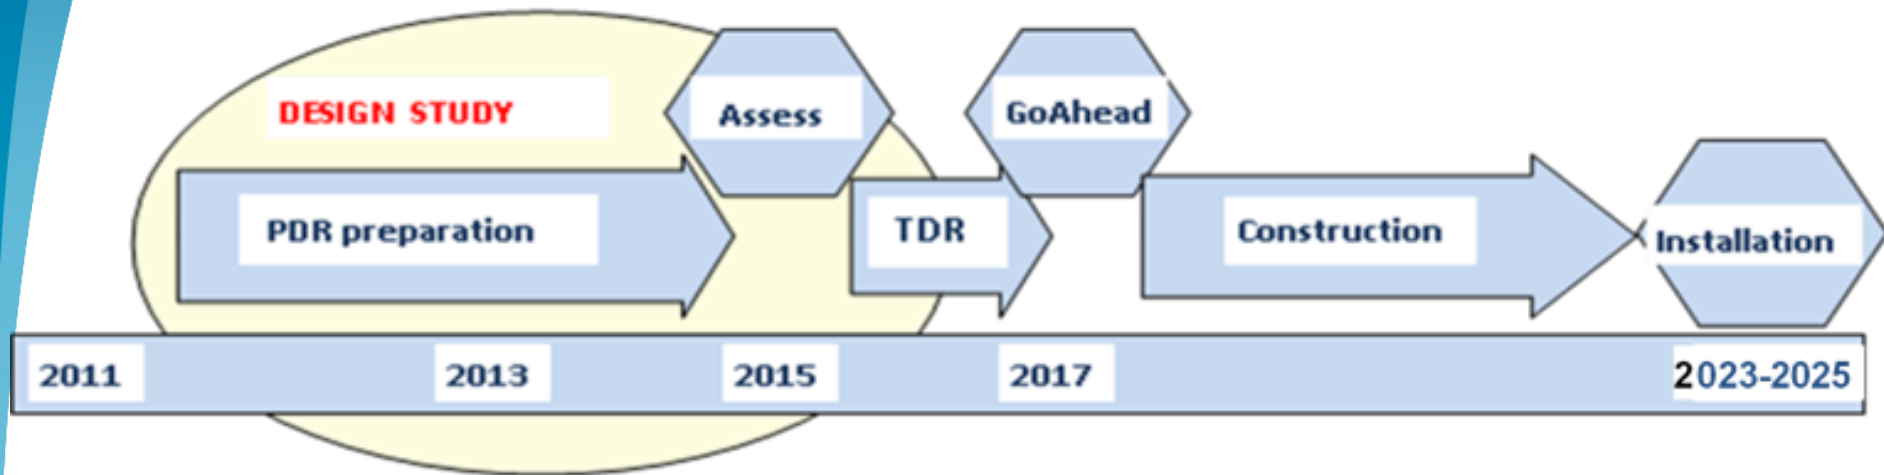 DESIGN STUDY
Assess
GoAhead
PDR preparation
TDR
Construction
Installation
2011
2013
2015
2017
2023-2025